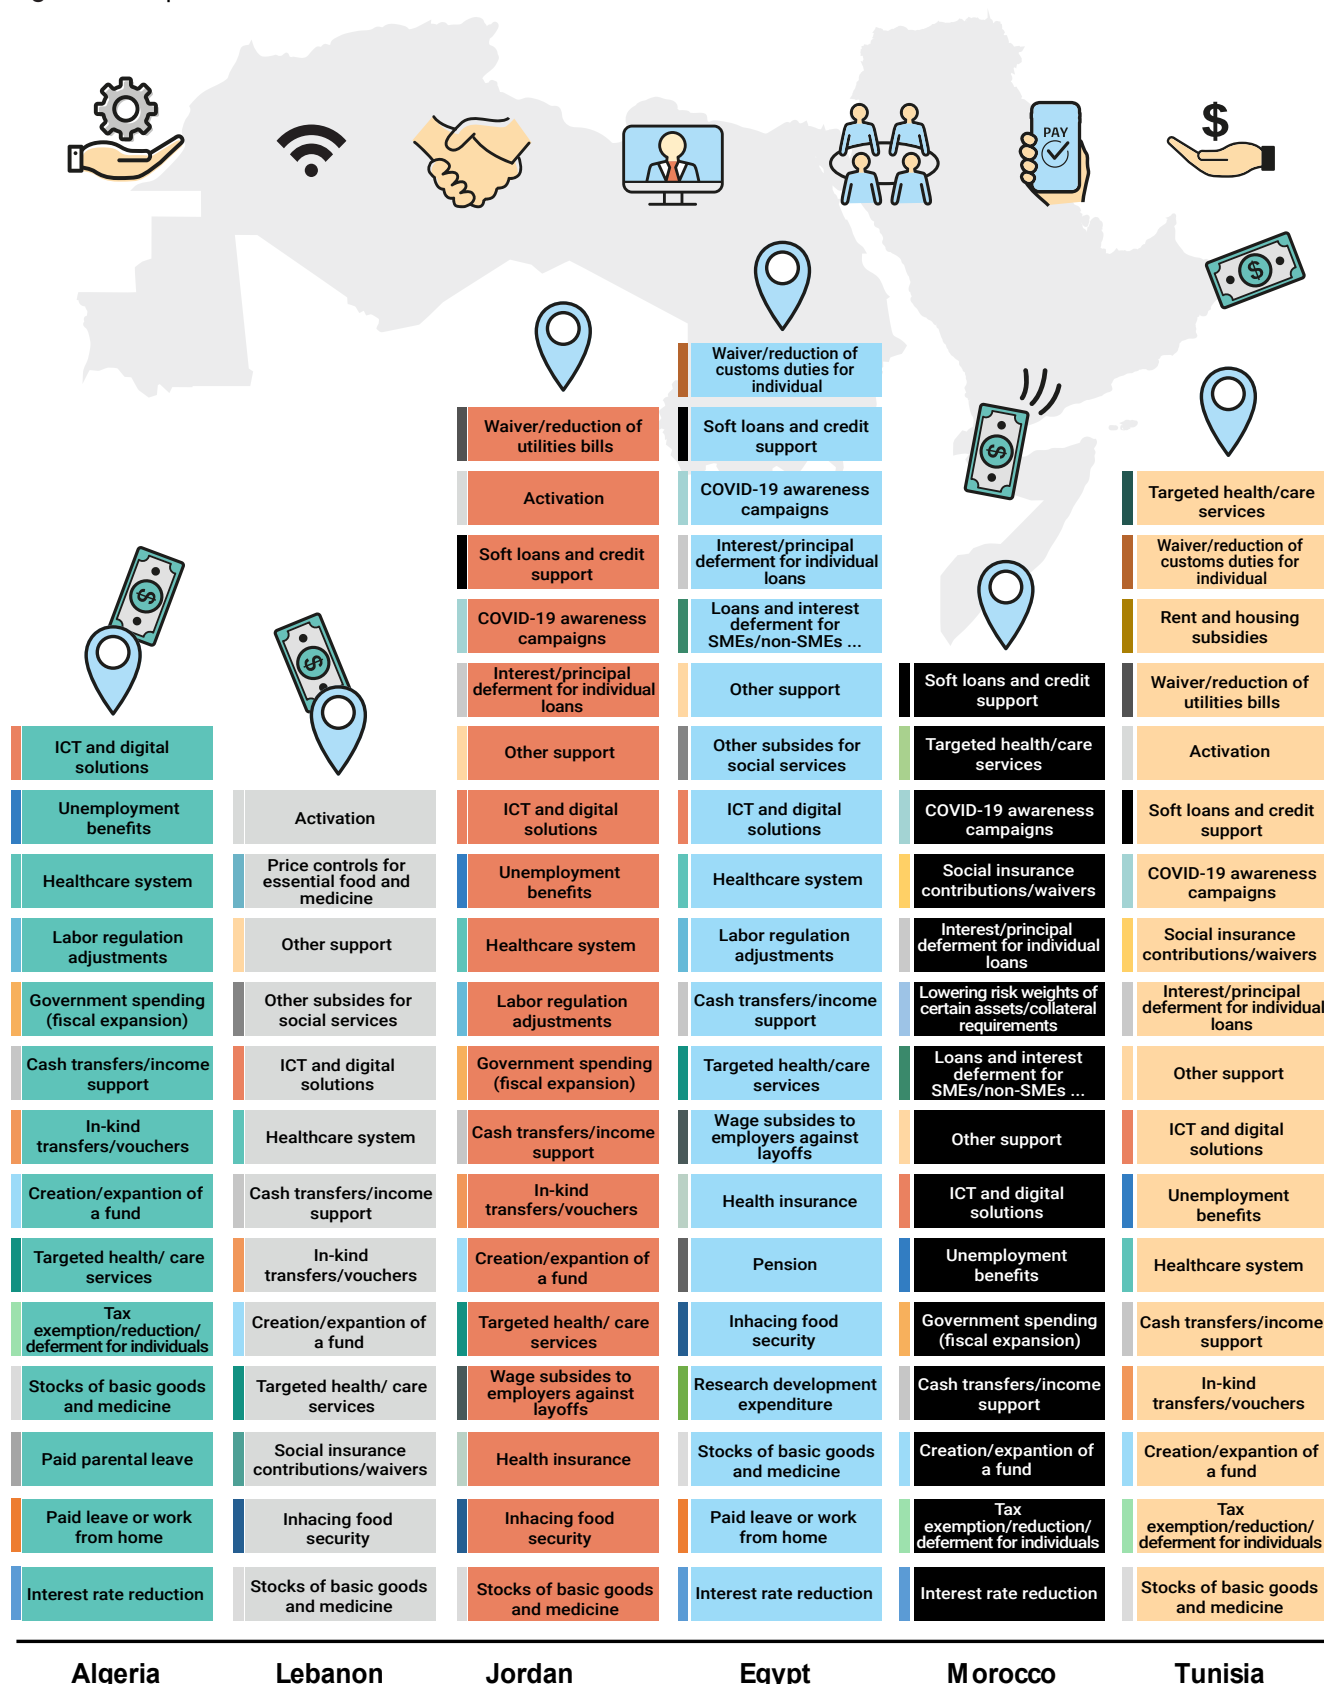 PAY
$
ICT and digital
solutions
Unemployment
benefits
Healthcare system
Labor regulation
adjustments
Government spending
(fiscal expansion)
Cash transfers/income
support
In-kind
transfers/vouchers
Creation/expantion of
a fund
Targeted health/ care
services
Tax
exemption/reduction/
deferment for individuals
Stocks of basic goods
and medicine
Paid parental leave
Paid leave or work
from home
Interest rate reduction
Algeria
Activation
Price controls for
essential food and
medicine
Other support
Other subsides for
social services
ICT and digital
solutions
Healthcare system
Cash transfers/income
support
In-kind
transfers/vouchers
Creation/expantion of
a fund
Targeted health/ care
services
Social insurance
contributions/waivers
Inhacing food
security
Stocks of basic goods
and medicine
Lebanon
Waiver/reduction of
utilities bills
Activation
Soft loans and credit
support
COVID-19 awareness
campaigns
Interest/principal
deferment for individual
loans
Other support
ICT and digital
solutions
Unemployment
benefits
Healthcare system
Labor regulation
adjustments
Government spending
(fiscal expansion)
Cash transfers/income
support
In-kind
transfers/vouchers
Creation/expantion of
a fund
Targeted health/ care
services
Wage subsides to
employers against
layoffs
Health insurance
Inhacing food
security
Stocks of basic goods
and medicine
Jordan
Waiver/reduction of
customs duties for
individual
Soft loans and credit
support
COVID-19 awareness
campaigns
Interest/principal
deferment for individual
loans
Loans and interest
deferment for
SMEs/non-SMEs ...
Other support
Other subsides for
social services
ICT and digital
solutions
Healthcare system
Labor regulation
adjustments
Cash transfers/income
support
Targeted health/care
services
Wage subsides to
employers against
layoffs
Health insurance
Pension
Inhacing food
security
Research development
expenditure
Stocks of basic goods
and medicine
Paid leave or work
from home
Interest rate reduction
Egypt
Soft loans and credit
support
Targeted health/care
services
COVID-19 awareness
campaigns
Social insurance
contributions/waivers
Interest/principal
deferment for individual
loans
Lowering risk weights of
certain assets/collateral
requirements
Loans and interest
deferment for
SMEs/non-SMEs ...
Other support
ICT and digital
solutions
Unemployment
benefits
Government spending
(fiscal expansion)
Cash transfers/income
support
Creation/expantion of
a fund
Tax
exemption/reduction/
deferment for individuals
Interest rate reduction
Morocco
Targeted health/care
services
Waiver/reduction of
customs duties for
individual
Rent and housing
subsidies
Waiver/reduction of
utilities bills
Activation
Soft loans and credit
support
COVID-19 awareness
campaigns
Social insurance
contributions/waivers
Interest/principal
deferment for individual
loans
Other support
ICT and digital
solutions
Unemployment
benefits
Healthcare system
Cash transfers/income
support
In-kind
transfers/vouchers
Creation/expantion of
a fund
Tax
exemption/reduction/
deferment for individuals
Stocks of basic goods
and medicine
Tunisia